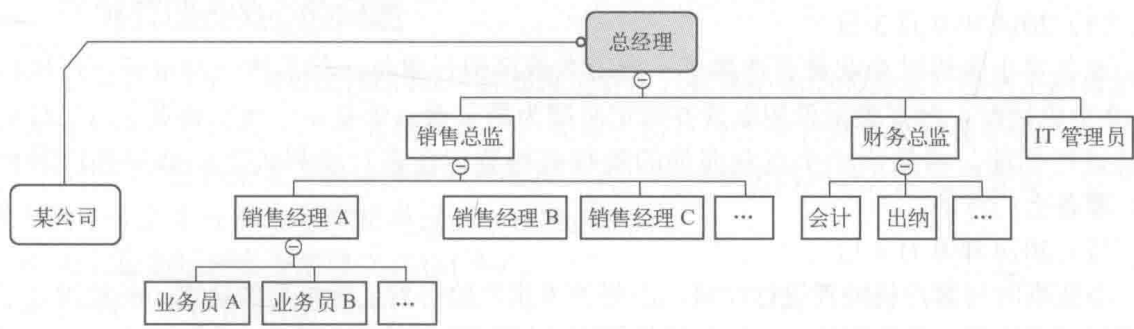 总经理
销售总监
财务总监
IT 管理员
某公司
销售经理 A
销售经理 B
销售经理 C
…
会计
出纳
…
业务员 A
业务员 B
…